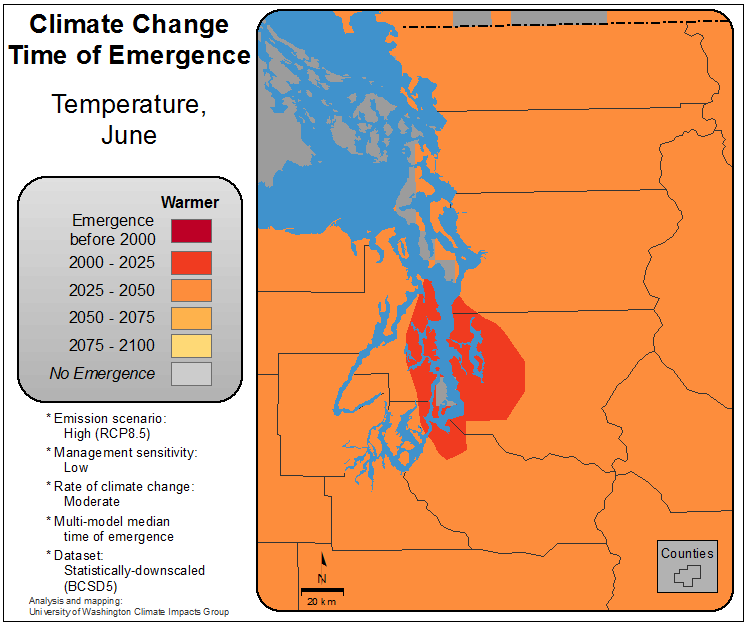 Climate Change
Time of Emergence
Temperature,
June
Warmer
Emergence
before 2000
2000 - 2025
2025 - 2050
2050 - 2075
2075 - 2100
No Emergence
* Emission scenario:
High (RCP8.5)
* Management sensitivity:
Low
* Rate of climate change:
Moderate
* Multi-model median
time of emergence
* Dataset:
Statistically-downscaled
(BCSD5)
Analysis and mapping:
University of Washington Climate Impacts Group
N
20 km
Counties